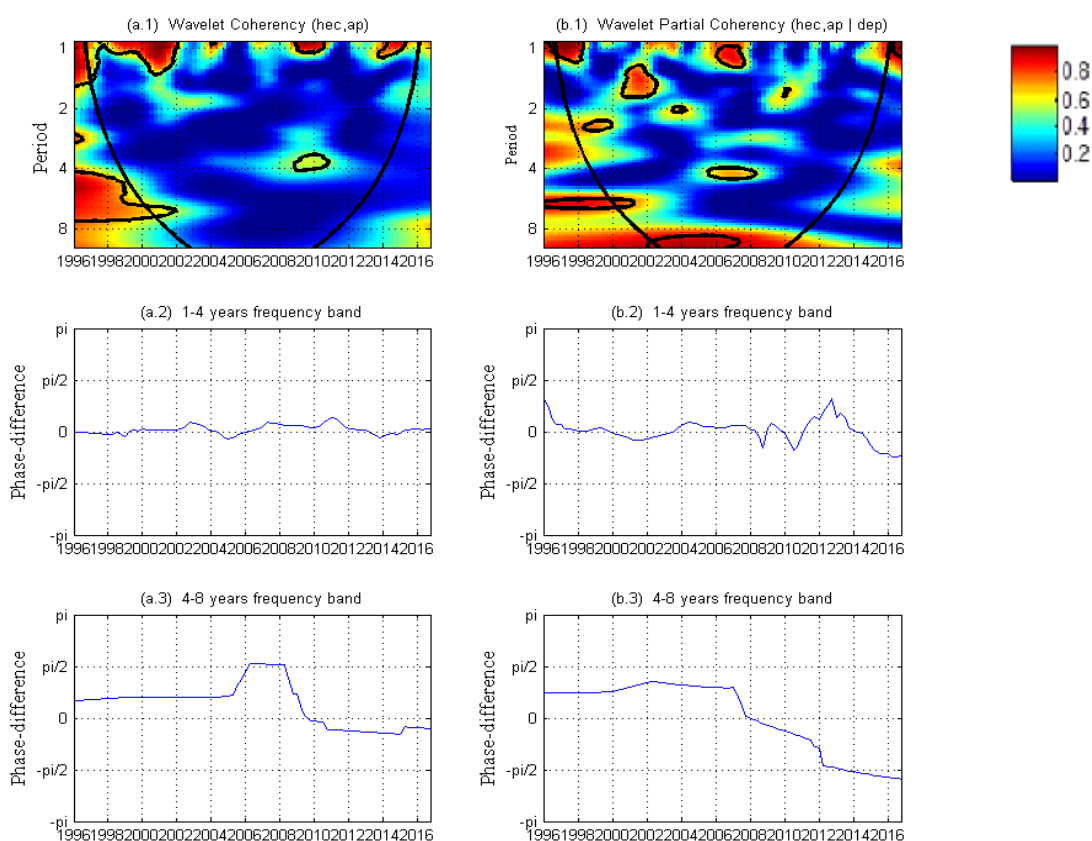 (a.1) Wavelet Coherency (hec,ap)
1
2
4
8
Period
19961998200020022004200620082010201220142016
(b.1) Wavelet Partial Coherency (hec,ap | dep)
1
2
4
8
Period
19961998200020022004200620082010201220142016
0.8
0.6
0.4
0.2
(a.2) 1-4 years frequency band
pi
pi/2
0
-pi/2
-pi
Phase-difference
19961998200020022004200620082010201220142016
(b.2) 1-4 years frequency band
pi
pi/2
0
-pi/2
-pi
Phase-difference
19961998200020022004200620082010201220142016
(a.3) 4-8 years frequency band
pi
pi/2
0
-pi/2
-pi
Phase-difference
19961998200020022004200620082010201220142016
(b.3) 4-8 years frequency band
pi
pi/2
0
-pi/2
-pi
Phase-difference
19961998200020022004200620082010201220142016